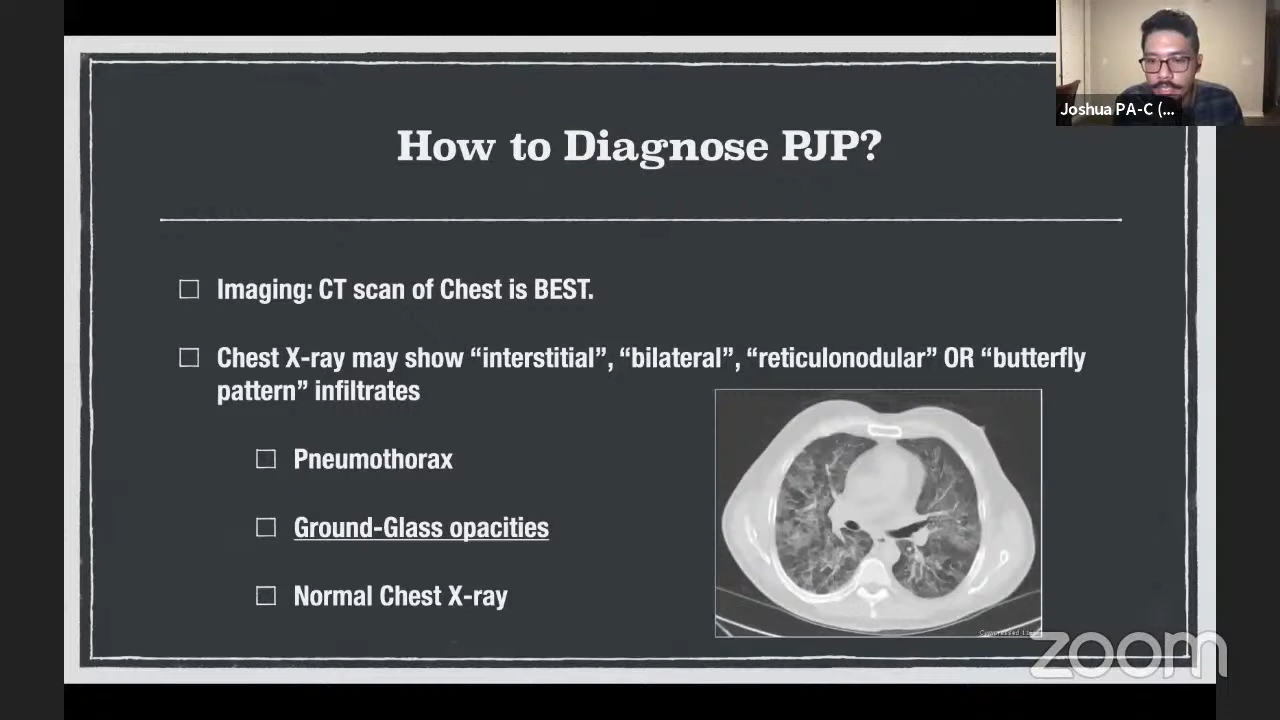 Joshua PA-C (...
How to Diagnose PJP?
Imaging: CT scan of Chest is BEST.
Chest X-ray may show “interstitial”, “bilateral”, “reticulonodular” OR “butterfly
pattern” infiltrates
Pneumothorax
Ground-Glass opacities
Normal Chest X-ray
zoom